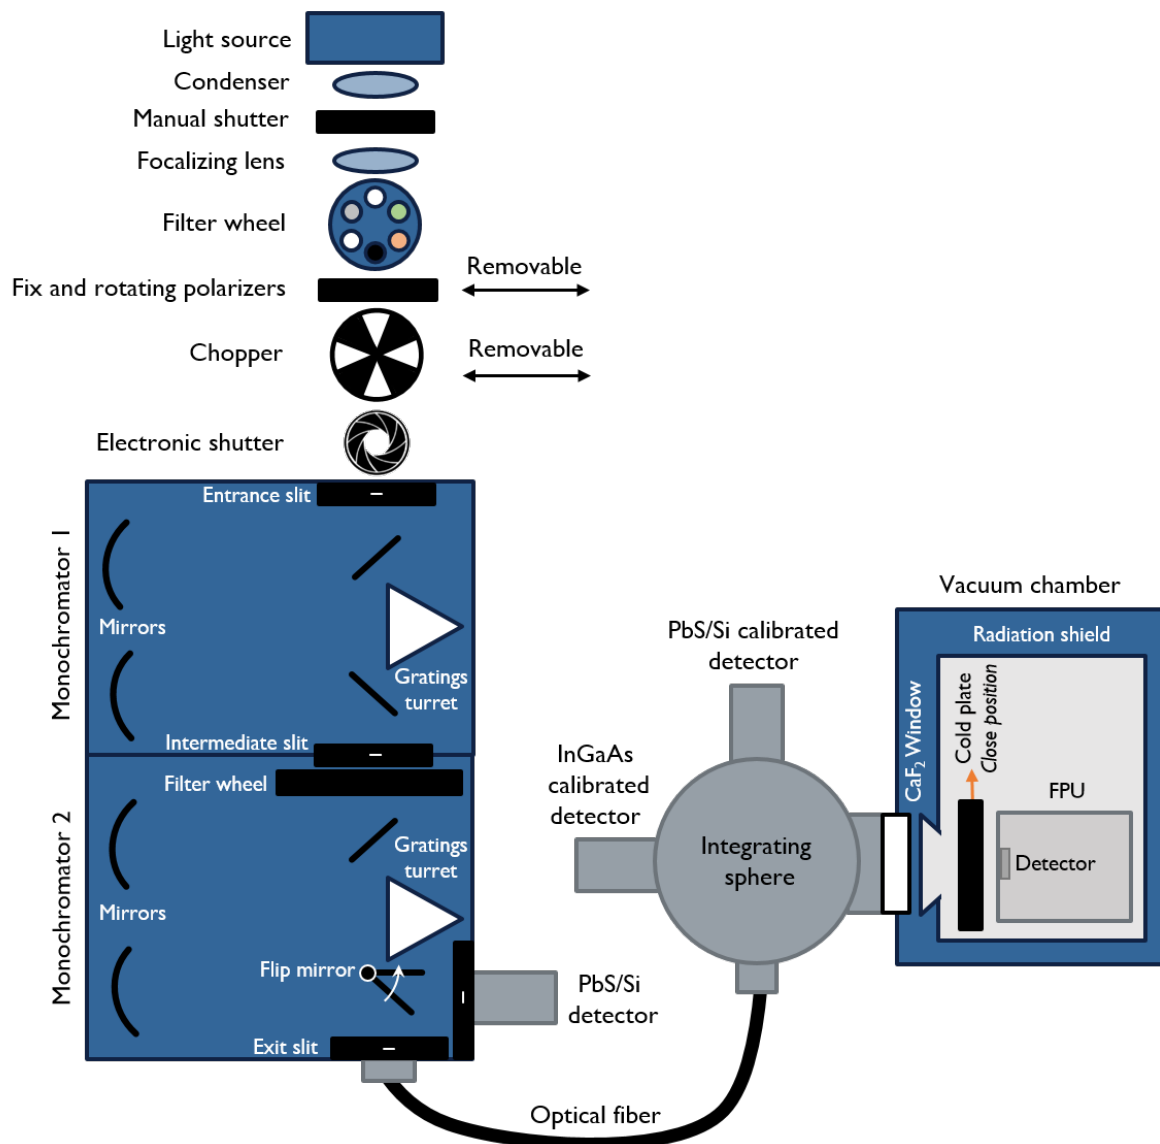 Light source
Condenser
Manual shutter
Focalizing lens
Filter wheel
Fix and rotating polarizers
Removable
Chopper
Removable
Electronic shutter
Entrance slit
Monochromator 1
Mirrors
Gratings
turret
Intermediate slit
Filter wheel
Monochromator 2
Gratings
turret
Mirrors
Flip mirror
PbS/Si
detector
Exit slit
Optical fiber
PbS/Si calibrated
detector
InGaAs
calibrated
detector
Integrating
sphere
Vacuum chamber
Radiation shield
CaF₂ Window
Cold plate
Close position
FPU
Detector